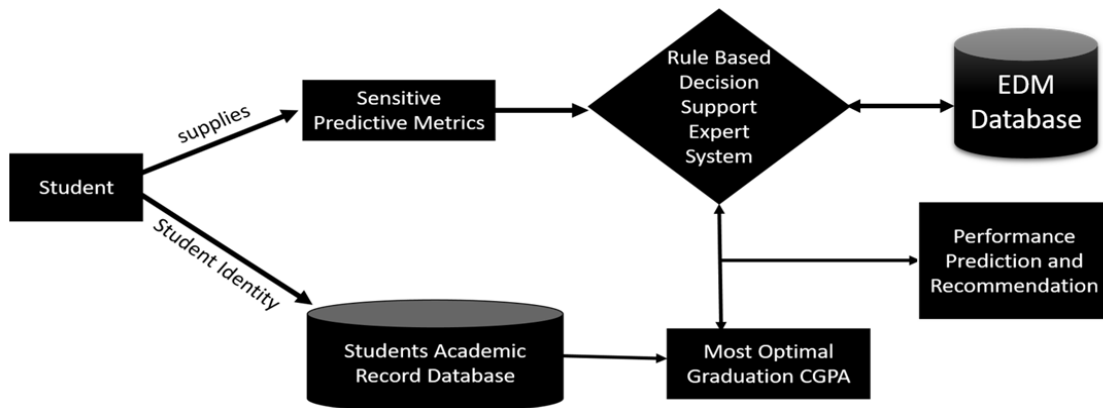 Student
supplies
Student Identity
Sensitive
Predictive Metrics
Students Academic
Record Database
Rule Based
Decision
Support
Expert
System
Most Optimal
Graduation CGPA
EDM
Database
Performance
Prediction and
Recommendation